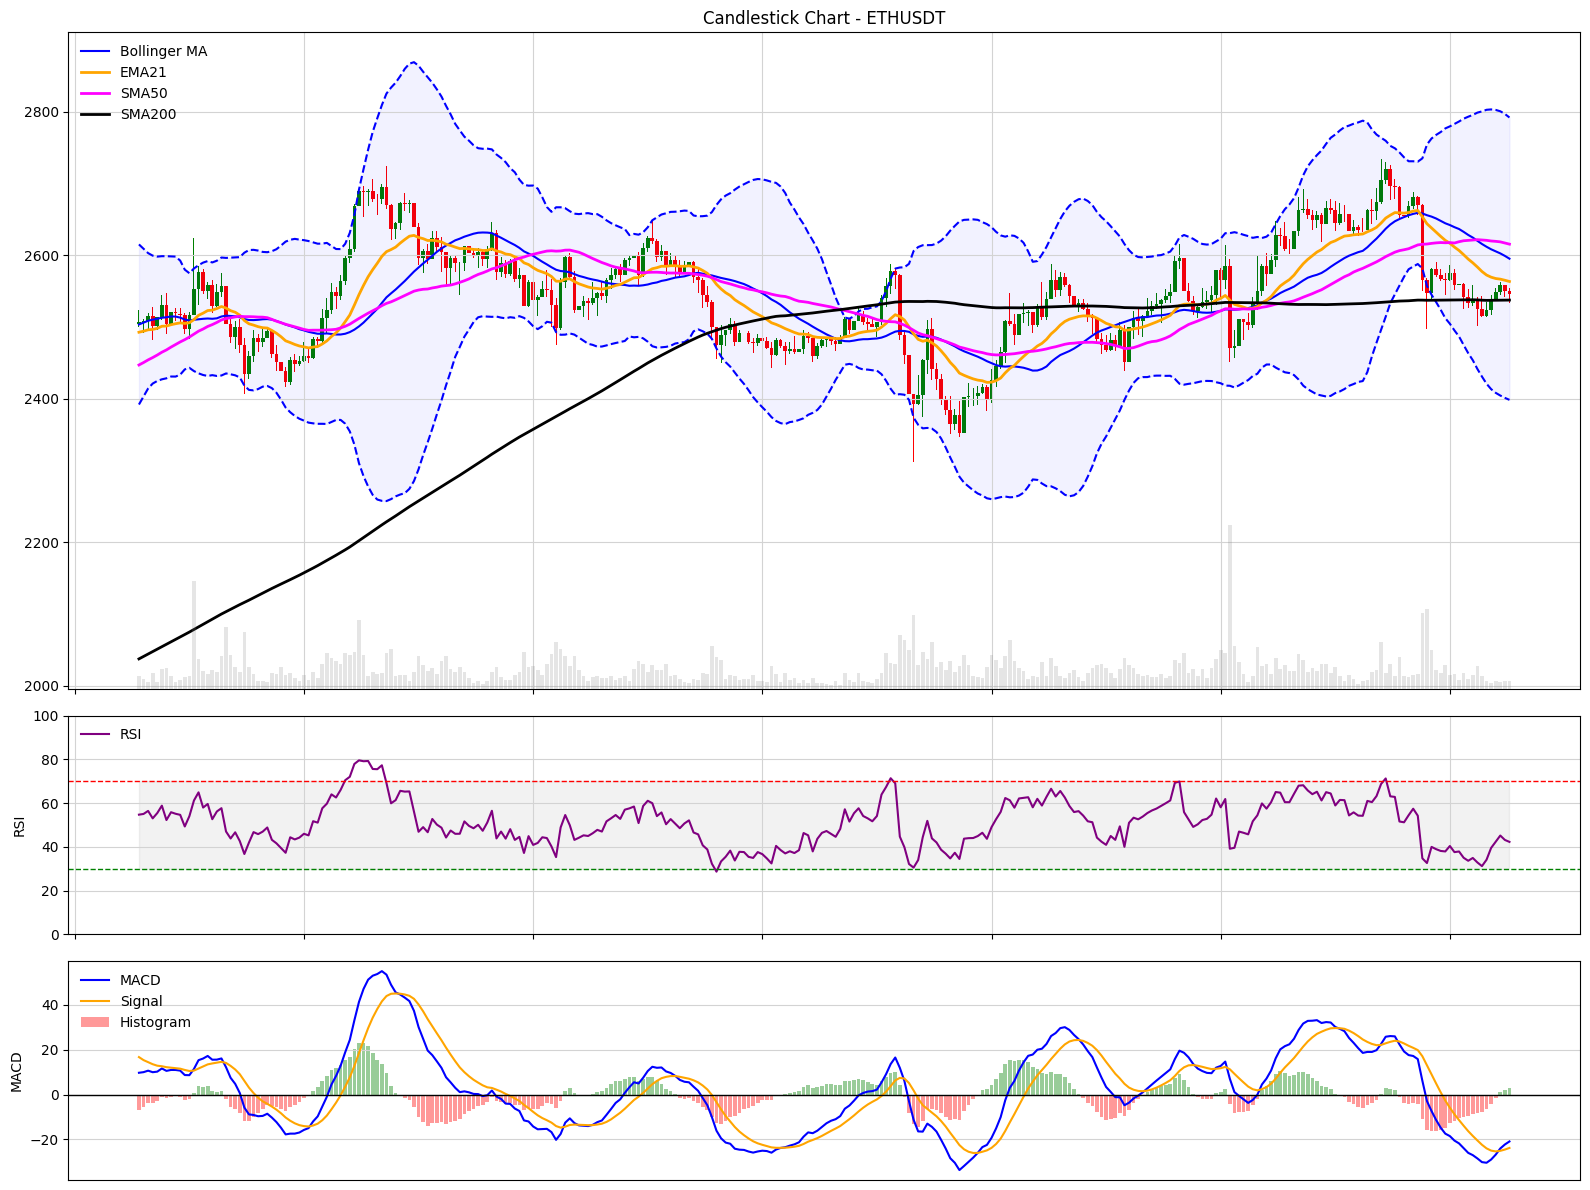 Candlestick Chart - ETHUSDT
Bollinger MA
EMA21
SMA50
SMA200
2800
2600
2400
2200
2000
RSI
RSI
100
80
60
40
20
0
MACD
Signal
Histogram
MACD
40
20
0
−20